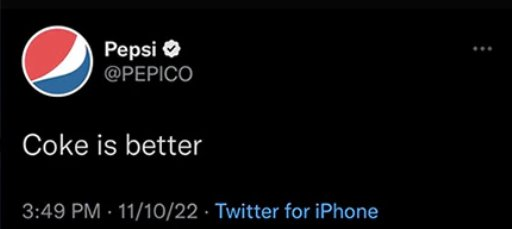 Pepsi
@PEPICO
Coke is better
3:49 PM · 11/10/22 · Twitter for iPhone